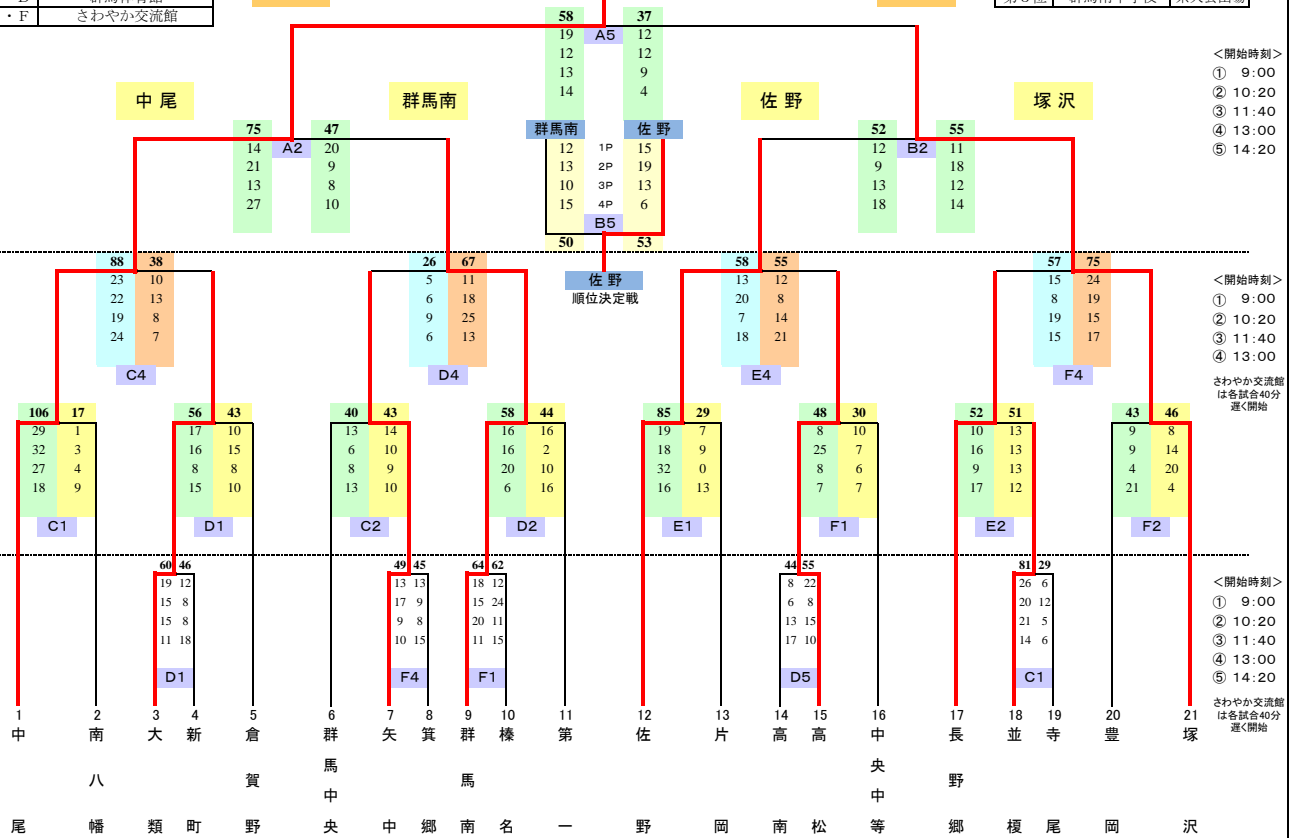 ・F さわやか交流館
58 37
19 A5 12
12 12
13 9
14 4
＜開始時刻＞
① 9:00
② 10:20
③ 11:40
④ 13:00
⑤ 14:20
中尾 群馬南 佐野 塚沢
75 47
14 A2 20
21 9
13 8
27 10
群馬南 佐野
12 1P 15
13 2P 19
10 3P 13
15 4P 6
B5
50 53
佐野
順位決定戦
52 55
12 B2 11
9 18
13 12
18 14
88 38
23 10
22 13
19 8
24 7
C4
26 67
5 11
6 18
9 25
6 13
D4
58 55
13 12
20 8
7 14
18 21
E4
57 75
15 24
8 19
19 15
15 17
F4
＜開始時刻＞
① 9:00
② 10:20
③ 11:40
④ 13:00
さわやか交流館
は各試合40分
遅く開始
106 17
29 1
32 3
27 4
18 9
C1
56 43
17 10
16 15
8 8
15 10
D1
40 43
13 14
6 10
8 9
13 10
C2
58 44
16 16
16 2
20 10
6 16
D2
85 29
19 7
18 9
32 0
16 13
E1
48 30
8 10
25 7
8 6
7 7
F1
52 51
10 13
16 13
9 13
17 12
E2
43 46
9 8
9 14
4 20
21 4
F2
60 46
19 12
15 8
15 8
11 18
D1
49 45
13 13
17 9
9 8
10 15
F4
64 62
18 12
15 24
20 11
11 15
F1
44 55
8 22
6 8
13 15
17 10
D5
81 29
26 6
20 12
21 5
14 6
C1
＜開始時刻＞
① 9:00
② 10:20
③ 11:40
④ 13:00
⑤ 14:20
さわやか交流館
は各試合40分
遅く開始
1 中尾
2 南八幡
3 大類
4 新町
5 倉賀野
6 群馬中央
7 矢中
8 箕郷
9 群馬南
10 榛名
11 第一
12 佐野
13 片岡
14 高南
15 高松
16 中央中等
17 長野郷
18 並榎
19 寺尾
20 豊岡
21 塚沢